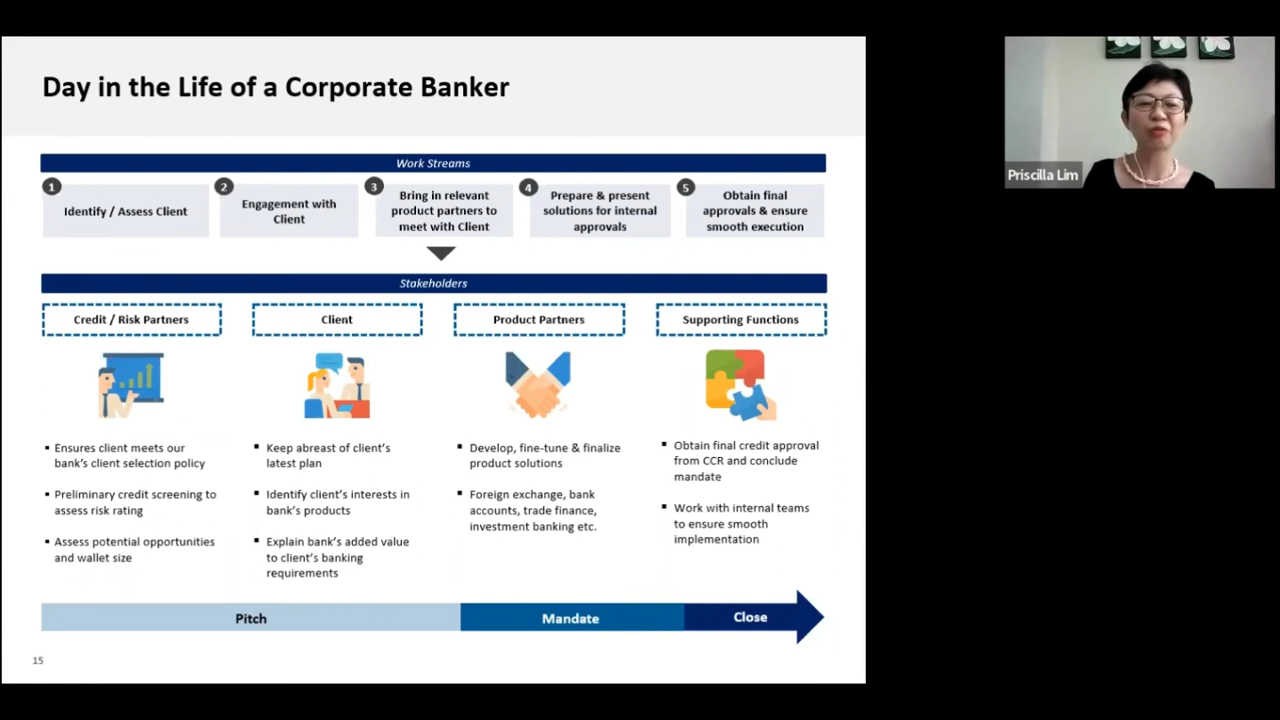 Day in the Life of a Corporate Banker
Work Streams
1
Identify / Assess Client
2
Engagement with
Client
3
Bring in relevant
product partners to
meet with Client
4
Prepare & present
solutions for internal
approvals
5
Obtain final
approvals & ensure
smooth execution
Stakeholders
Credit / Risk Partners
Client
Product Partners
Supporting Functions
▪ Ensures client meets our
bank's client selection policy
▪ Preliminary credit screening to
assess risk rating
▪ Assess potential opportunities
and wallet size
▪ Keep abreast of client's
latest plan
▪ Identify client's interests in
bank's products
▪ Explain bank's added value
to client's banking
requirements
▪ Develop, fine-tune & finalize
product solutions
▪ Foreign exchange, bank
accounts, trade finance,
investment banking etc.
▪ Obtain final credit approval
from CCR and conclude
mandate
▪ Work with internal teams
to ensure smooth
implementation
Pitch
Mandate
Close
15
Priscilla Lim